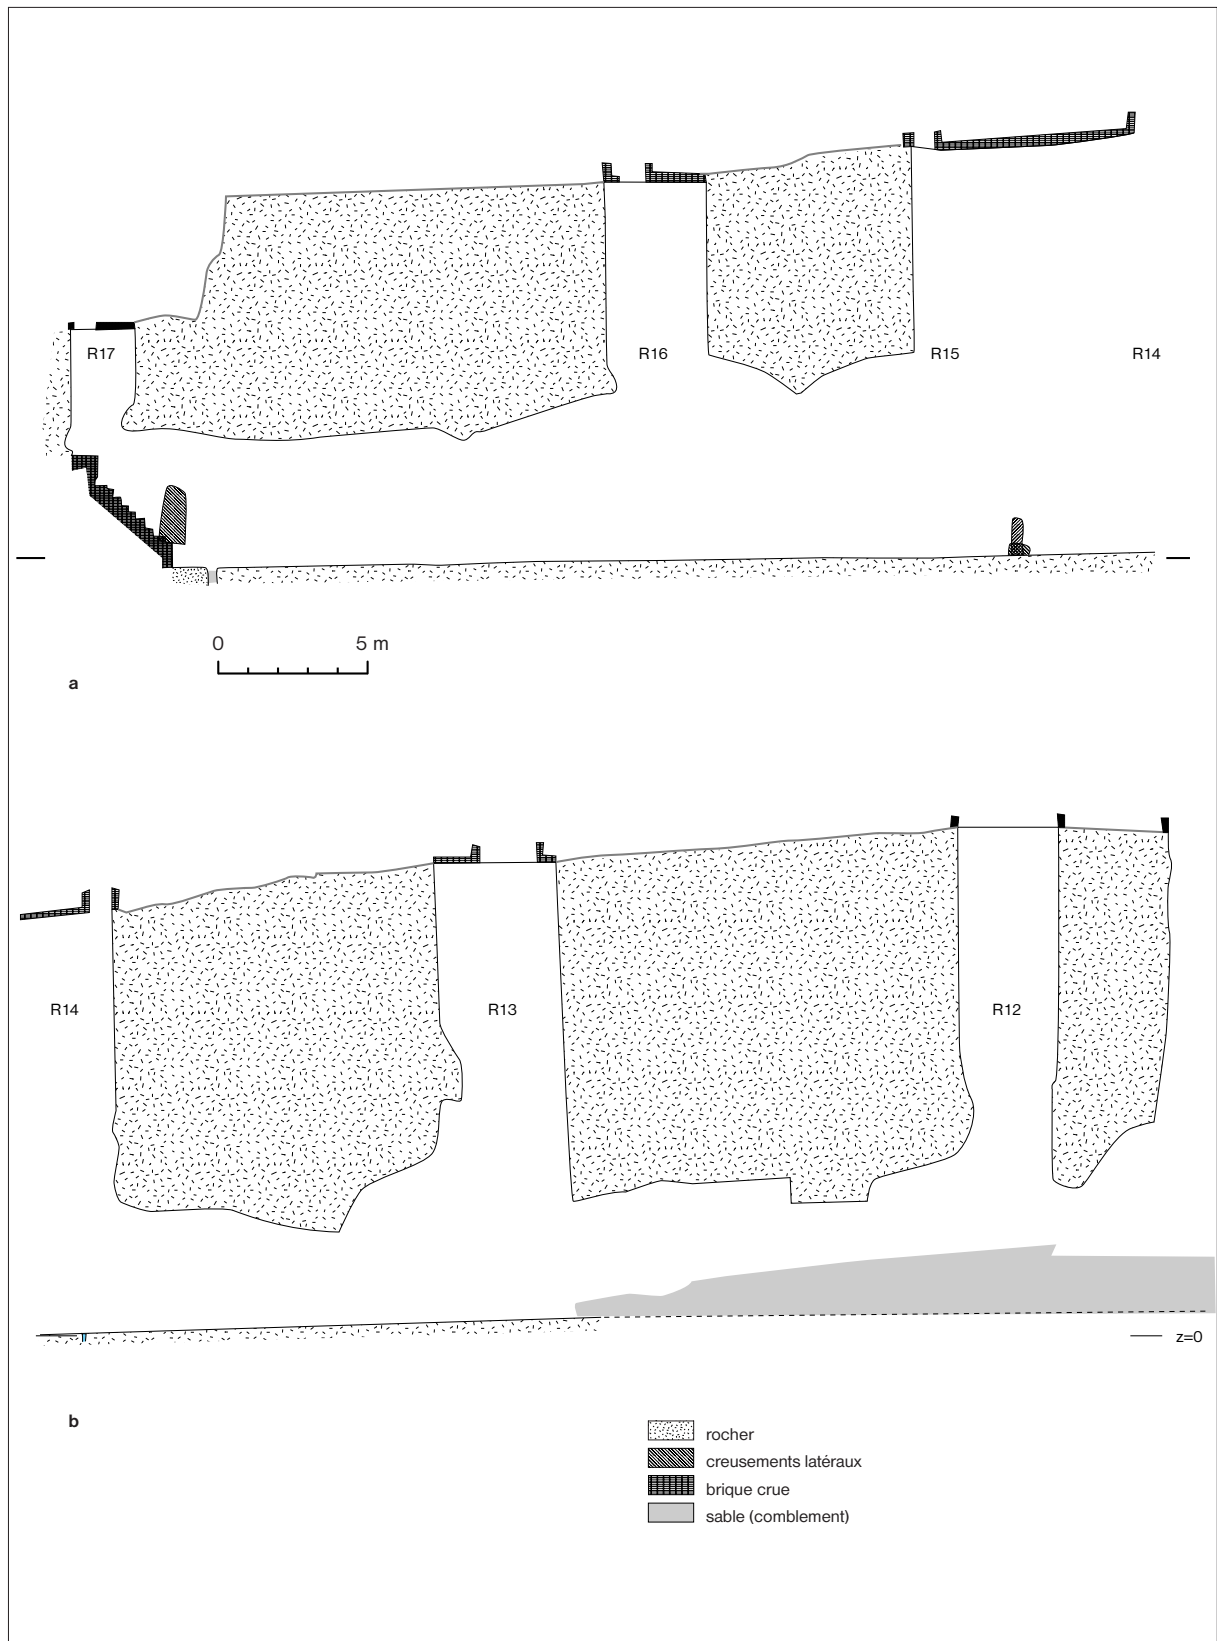 R17
R16
R15
R14
0 5 m
a
R14
R13
R12
z=0
b
rocher
creusements latéraux
brique crue
sable (comblement)